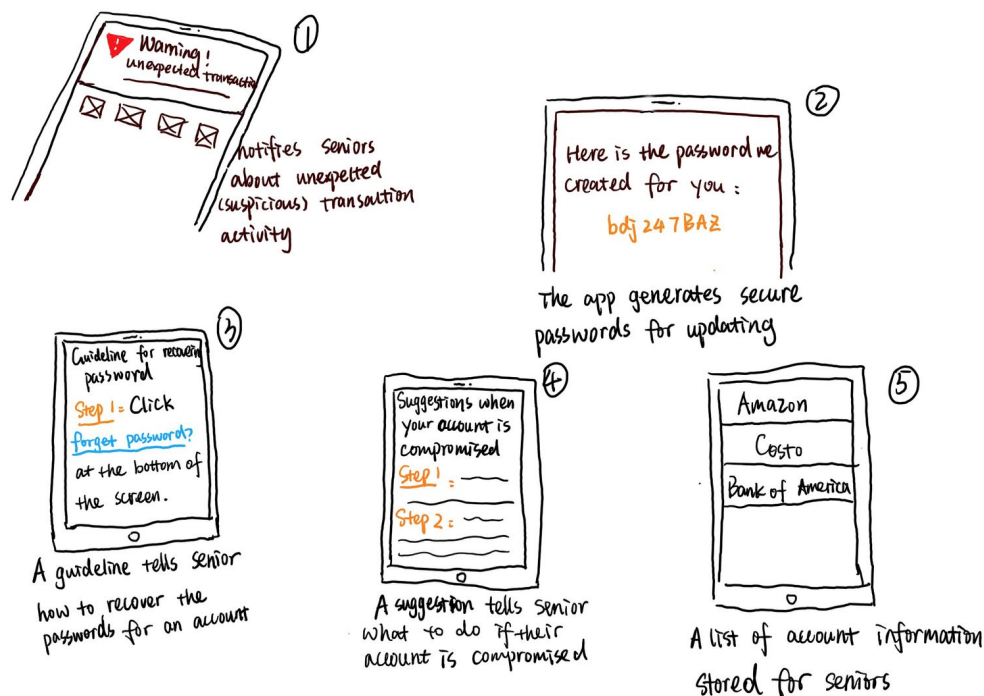 ①
Warning!
unexpected transactio
notifies seniors
about unexpected
(suspicious) transaction
activity
②
Here is the password we
created for you:
bdj247BAZ
The app generates secure
passwords for updating
③
Guideline for recovering
password
Step 1: Click
forget password?
at the bottom of
the screen.
A guideline tells senior
how to recover the
passwords for an account
④
Suggestions when
your account is
compromised
Step 1:
Step 2:
A suggestion tells senior
what to do if their
account is compromised
⑤
Amazon
Costo
Bank of America
A list of account information
stored for seniors